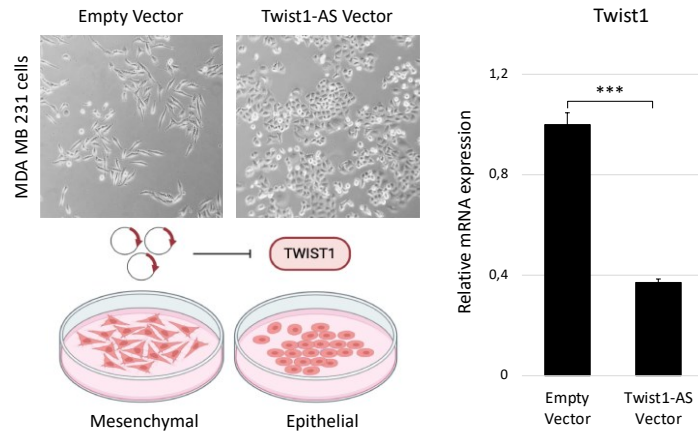 Empty Vector
Twist1-AS Vector
MDA MB 231 cells
TWIST1
Mesenchymal
Epithelial
Twist1
Relative mRNA expression
1,2
0,8
0,4
0
***
Empty
Vector
Twist1-AS
Vector